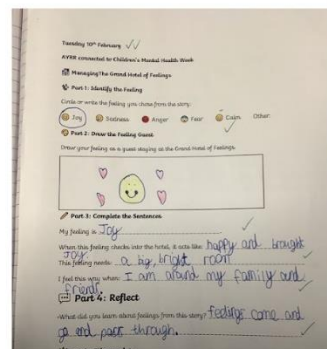 Tuesday 10th February
AYRR connected to Children's Mental Health Week
Managing The Grand Hotel of Feelings
Part 1: Identify the Feeling
Circle or write the feeling you chose from the story:
Joy Sadness Anger Fear Calm Other:
Part 2: Draw the Feeling Guest
Draw your feeling as a guest staying at the Grand Hotel of Feelings.
Part 3: Complete the Sentences
My feeling is Joy
When this feeling checks into the hotel, it acts like: happy and brought
Joy.
This feeling needs: a big, bright room
I feel this way when: I am around my family and
friends.
Part 4: Reflect
What did you learn about feelings from this story? feelings come and
go and pass through.